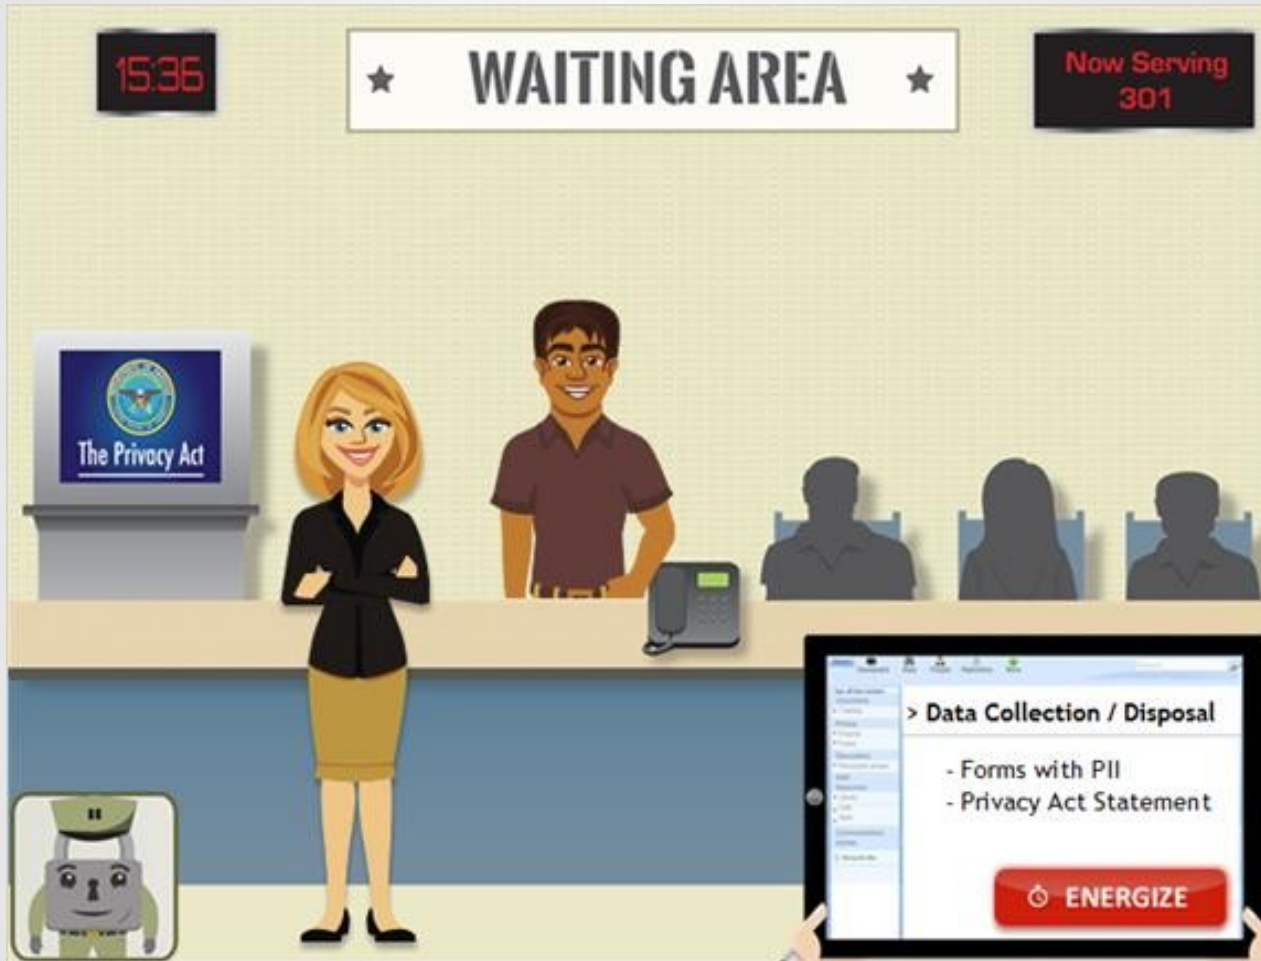 15:36
WAITING AREA
Now Serving
301
The Privacy Act
> Data Collection / Disposal
- Forms with PII
- Privacy Act Statement
ENERGIZE